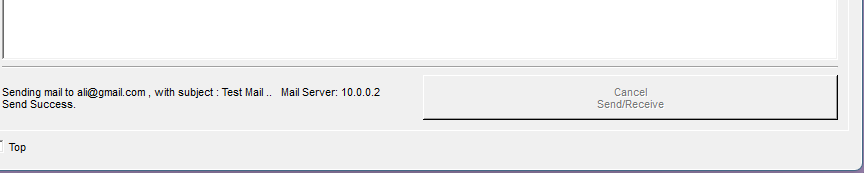 Sending mail to ali@gmail.com , with subject : Test Mail .. Mail Server: 10.0.0.2
Send Success.
Cancel
Send/Receive
Top